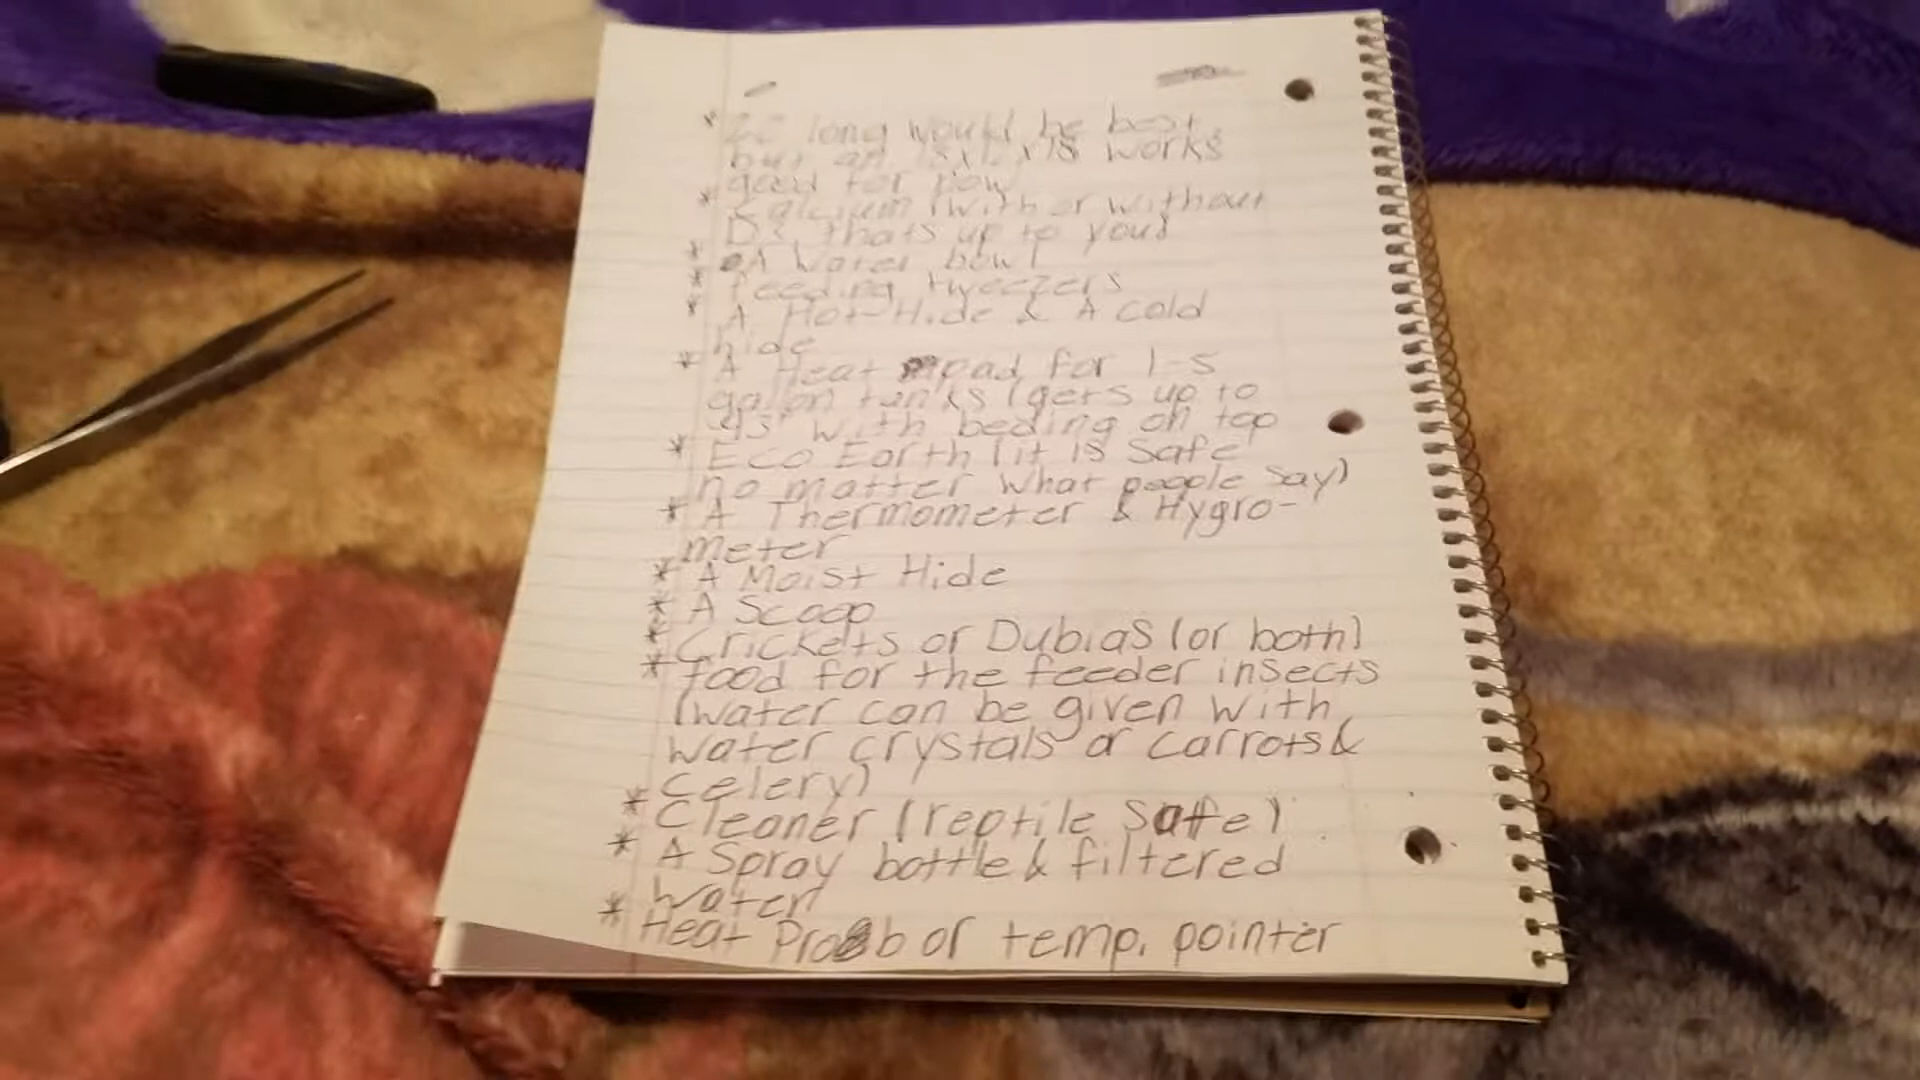 * 20 long would be best
but an 18x12x18 works
good for now
* Calcium (with or without
D3, thats up to you)
* A water bowl
* feeding tweezers
* A Hot Hide & A cold
hide
* A Heat pad for 1-5
galon tanks (gets up to
with beding on top
* Eco Earth (it is safe
no matter what people say)
* A Thermometer & Hygro-
meter
* A Moist Hide
* A Scoop
* Crickets or Dubias (or both)
* food for the feeder insects
(water can be given with
water crystals or carrots &
celery)
* Cleaner (reptile safe)
* A Spray bottle & filtered
water
* Heat Prob or temp. pointer